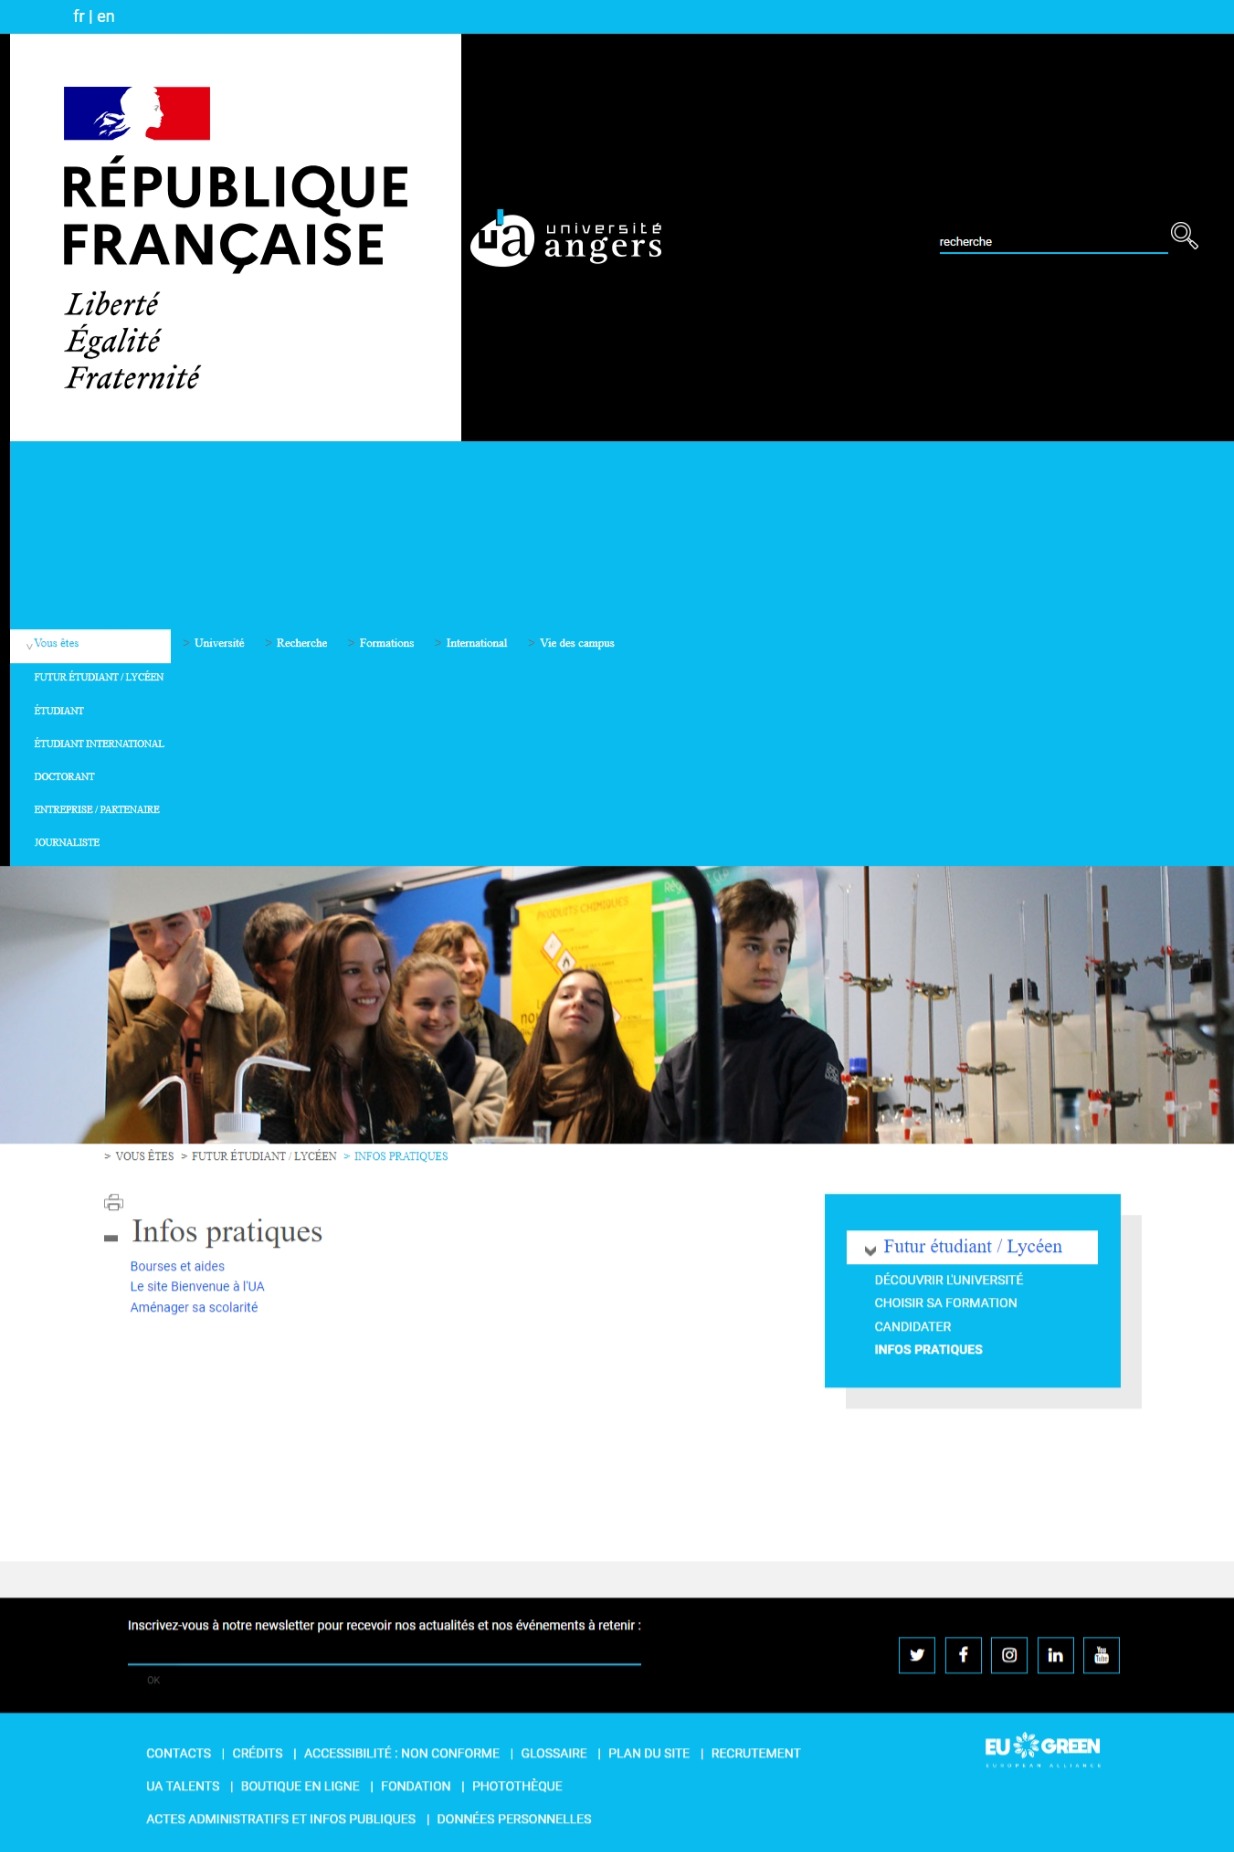 fr | en
RÉPUBLIQUE
FRANÇAISE
Liberté
Égalité
Fraternité
ua université
angers
recherche
Vous êtes > Université > Recherche > Formations > International > Vie des campus
FUTUR ÉTUDIANT / LYCÉEN
ÉTUDIANT
ÉTUDIANT INTERNATIONAL
DOCTORANT
ENTREPRISE / PARTENAIRE
JOURNALISTE
PRODUITS CHIMIQUES
> VOUS ÊTES > FUTUR ÉTUDIANT / LYCÉEN > INFOS PRATIQUES
Infos pratiques
Bourses et aides
Le site Bienvenue à l'UA
Aménager sa scolarité
Futur étudiant / Lycéen
DÉCOUVRIR L'UNIVERSITÉ
CHOISIR SA FORMATION
CANDIDATER
INFOS PRATIQUES
Inscrivez-vous à notre newsletter pour recevoir nos actualités et nos événements à retenir :
OK
CONTACTS | CRÉDITS | ACCESSIBILITÉ : NON CONFORME | GLOSSAIRE | PLAN DU SITE | RECRUTEMENT
UA TALENTS | BOUTIQUE EN LIGNE | FONDATION | PHOTOTHÈQUE
ACTES ADMINISTRATIFS ET INFOS PUBLIQUES | DONNÉES PERSONNELLES
EU GREEN
EUROPEAN ALLIANCE